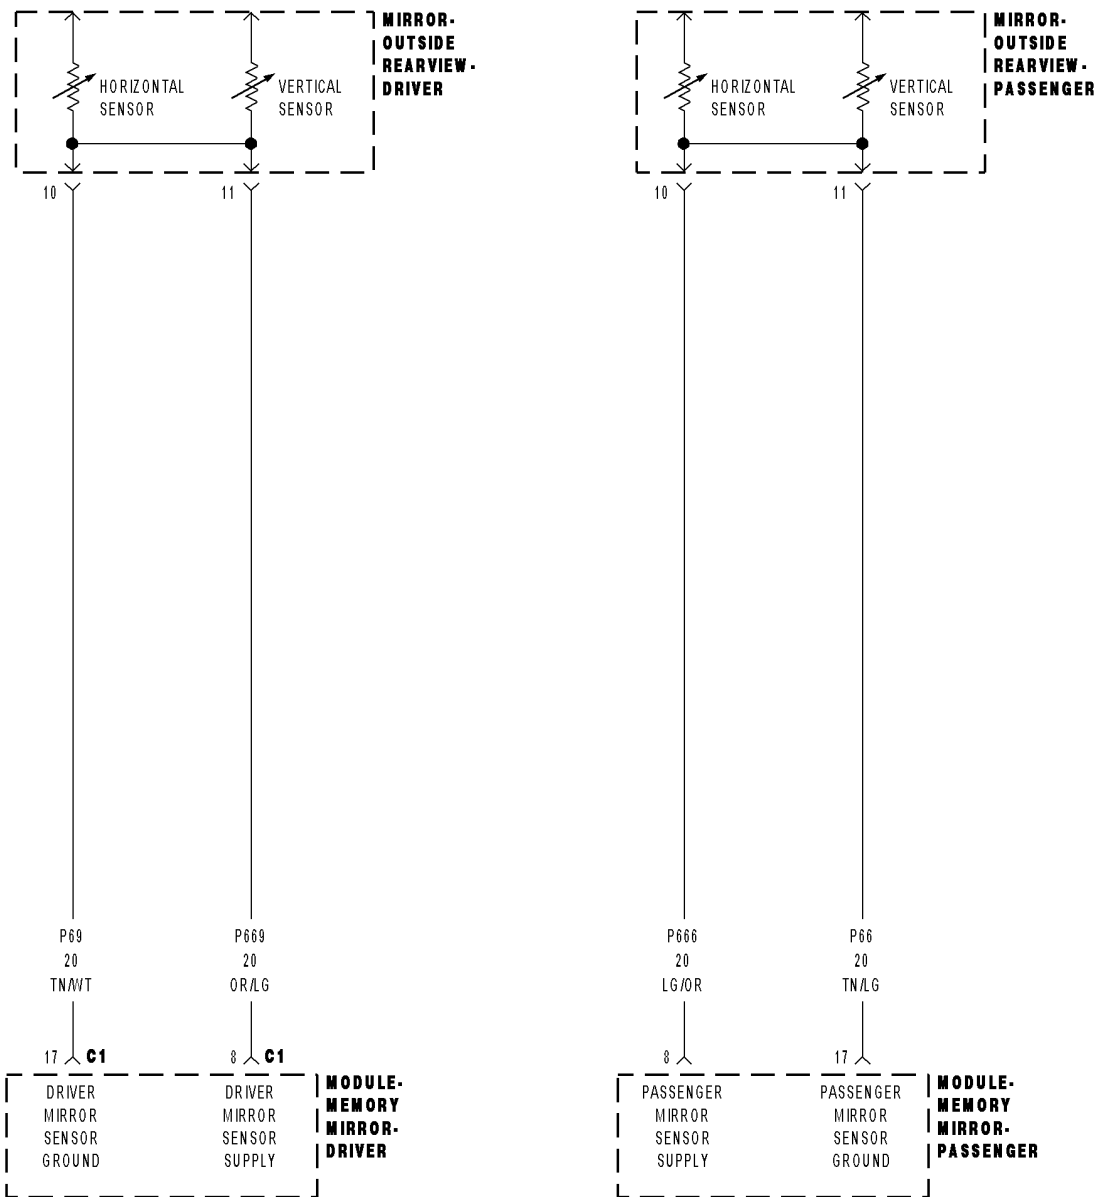 MIRROR-
OUTSIDE
REARVIEW-
DRIVER
HORIZONTAL
SENSOR
VERTICAL
SENSOR
10
11
MIRROR-
OUTSIDE
REARVIEW-
PASSENGER
HORIZONTAL
SENSOR
VERTICAL
SENSOR
10
11
P69
20
TN/WT
P669
20
OR/LG
P666
20
LG/OR
P66
20
TN/LG
17 C1
8 C1
8
17
DRIVER
MIRROR
SENSOR
GROUND
DRIVER
MIRROR
SENSOR
SUPPLY
MODULE-
MEMORY
MIRROR-
DRIVER
PASSENGER
MIRROR
SENSOR
SUPPLY
PASSENGER
MIRROR
SENSOR
GROUND
MODULE-
MEMORY
MIRROR-
PASSENGER